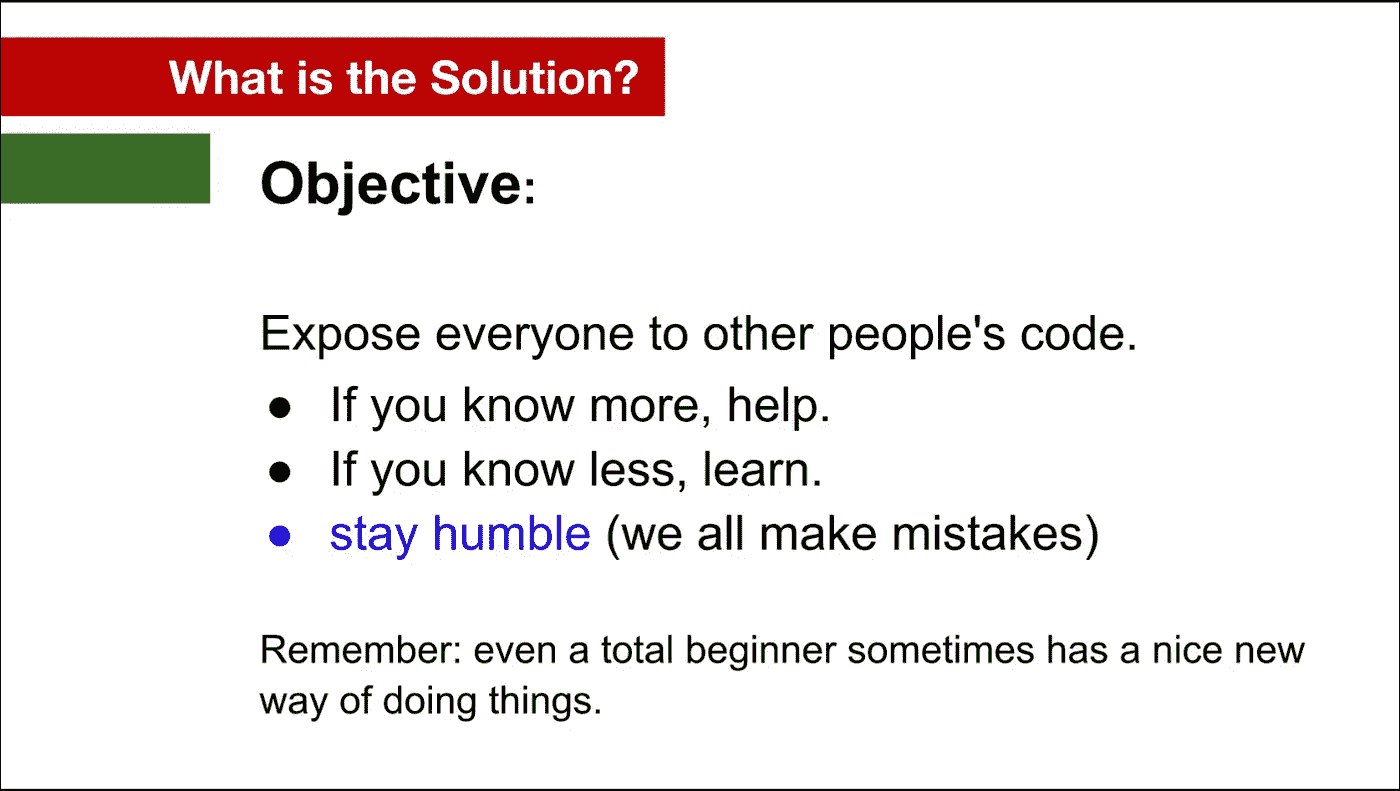 What is the Solution?
Objective:
Expose everyone to other people's code.
● If you know more, help.
● If you know less, learn.
● stay humble (we all make mistakes)
Remember: even a total beginner sometimes has a nice new
way of doing things.